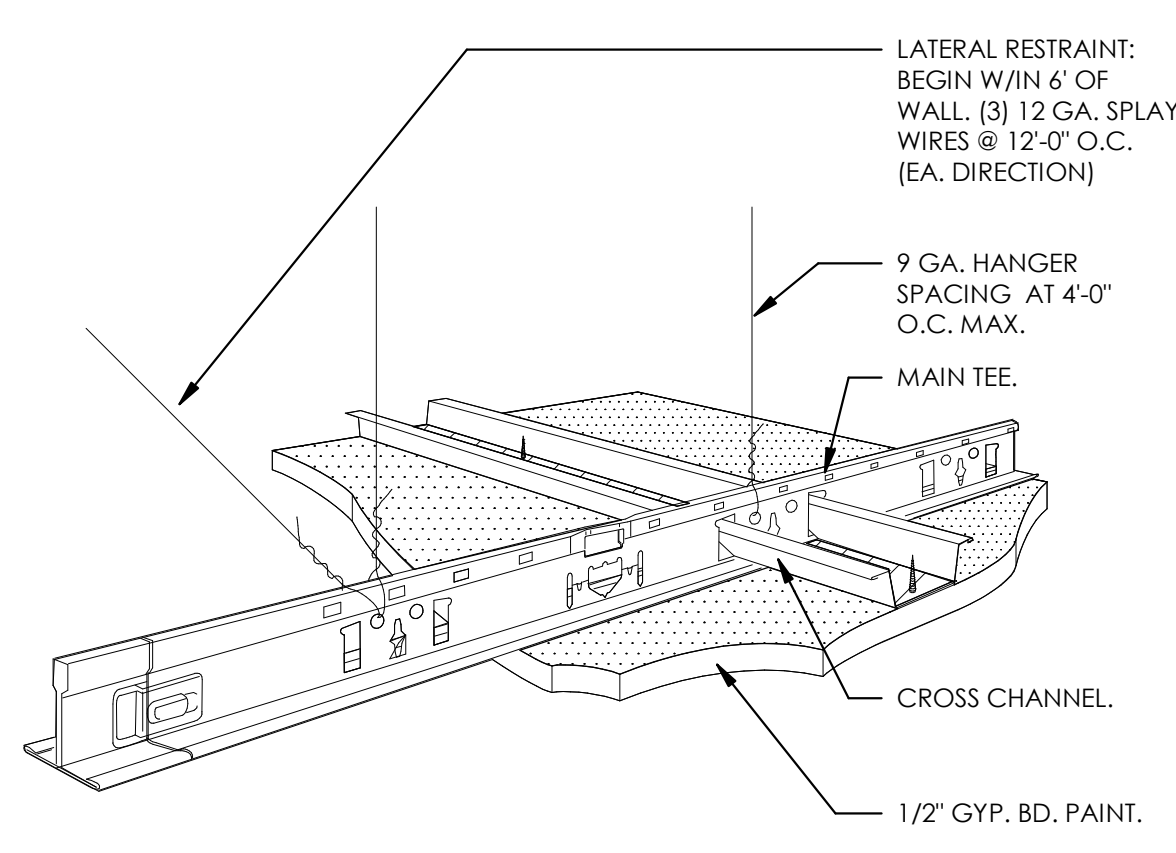 LATERAL RESTRAINT:
BEGIN W/IN 6' OF
WALL. (3) 12 GA. SPLAY
WIRES @ 12'-0" O.C.
(EA. DIRECTION)
9 GA. HANGER
SPACING AT 4'-0"
O.C. MAX.
MAIN TEE.
CROSS CHANNEL.
1/2" GYP. BD. PAINT.